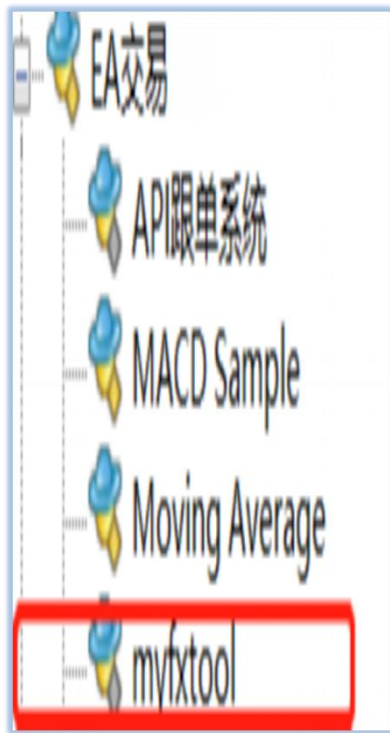 EA交易
API跟单系统
MACD Sample
Moving Average
myfxtool